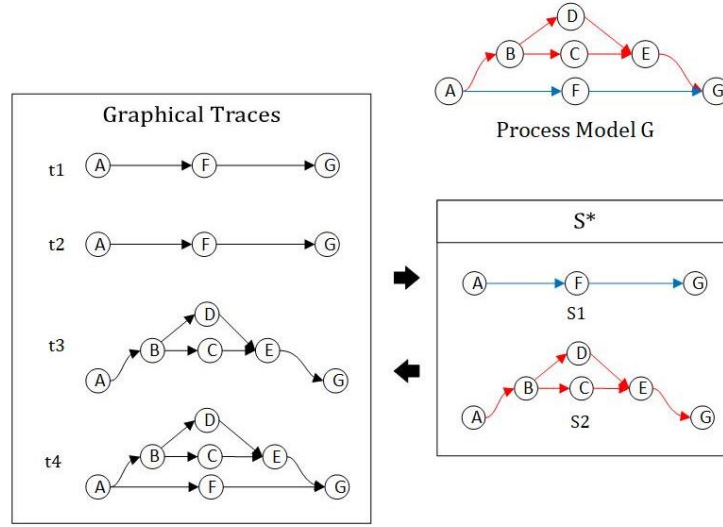 D
B C E
A F G
Process Model G
Graphical Traces
t1 A F G
t2 A F G
D
t3 B C E
A G
D
t4 B C E
A F G
S*
A F G
S1
D
B C E
A S2 G